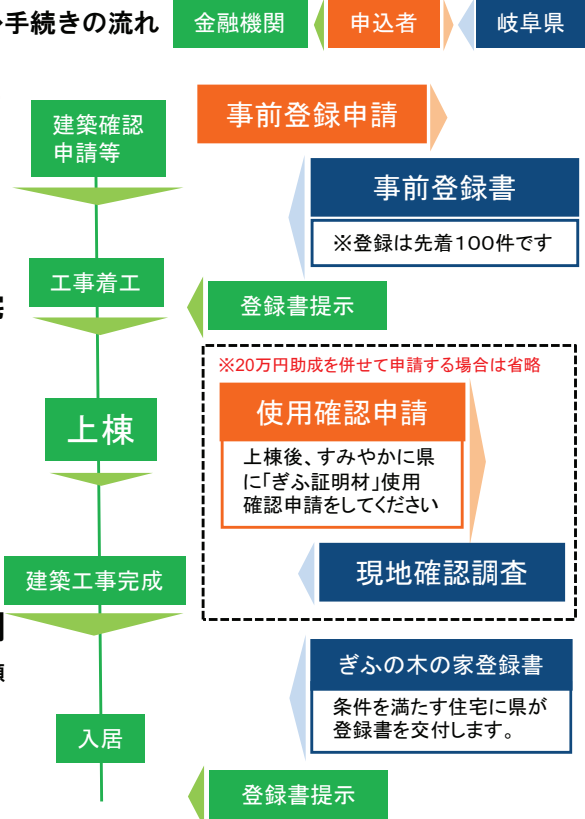 手続きの流れ
金融機関
申込者
岐阜県
建築確認
申請等
事前登録申請
事前登録書
※登録は先着100件です
工事着工
登録書提示
※20万円助成を併せて申請する場合は省略
使用確認申請
上棟後、すみやかに県
に「ぎふ証明材」使用
確認申請をしてください
上棟
現地確認調査
建築工事完成
ぎふの木の家登録書
条件を満たす住宅に県が
登録書を交付します。
入居
登録書提示